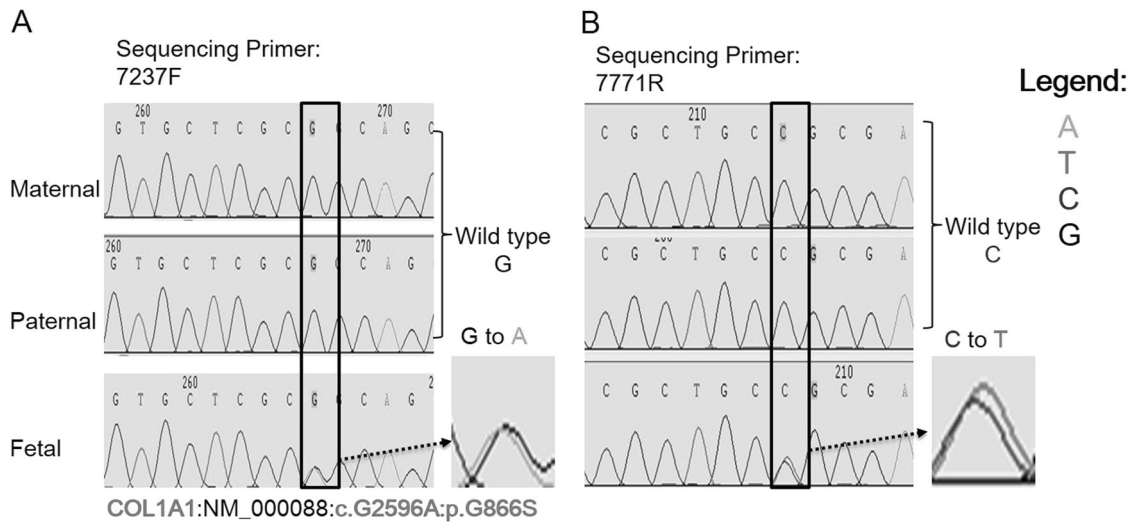 A
Sequencing Primer:
7237F
260 270
G T G C T C G C G G C A G C
Maternal
260 270
G T G C T C G C G G C A G
Paternal
Wild type
G
G to A
260 2
G T G C T C G C G G C A G
Fetal
COL1A1:NM_000088:c.G2596A:p.G866S
B
Sequencing Primer:
7771R
210
C G C T G C C G C G A
C G C T G C C G C G A
Wild type
C
C to T
210
C G C T G C C G C G A
Legend:
A
T
C
G